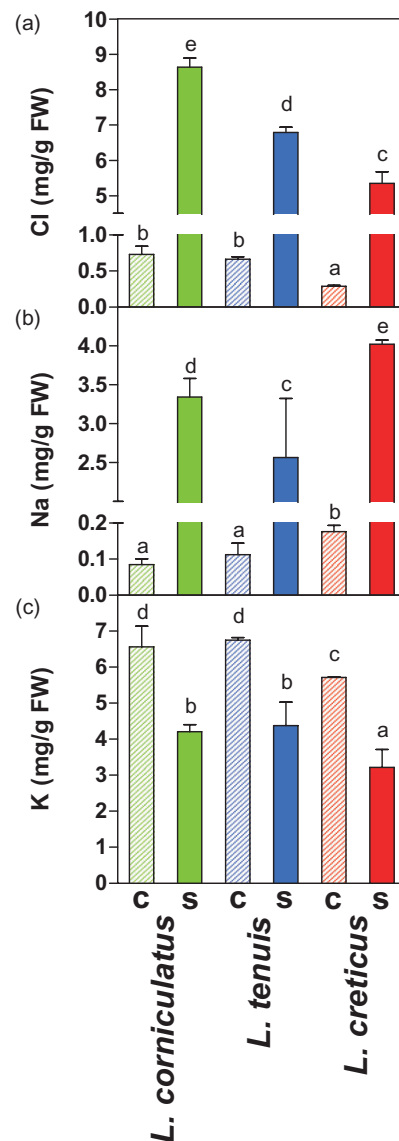 (a)
Cl (mg/g FW)
10
9
8
7
6
5
1.0
0.5
0.0
b
e
b
d
a
c
(b)
Na (mg/g FW)
4.0
3.5
3.0
2.5
0.2
0.1
0.0
a
d
a
c
b
e
(c)
K (mg/g FW)
7
6
5
4
3
2
1
0
d
b
d
b
c
a
C S C S C S
L. corniculatus
L. tenuis
L. creticus